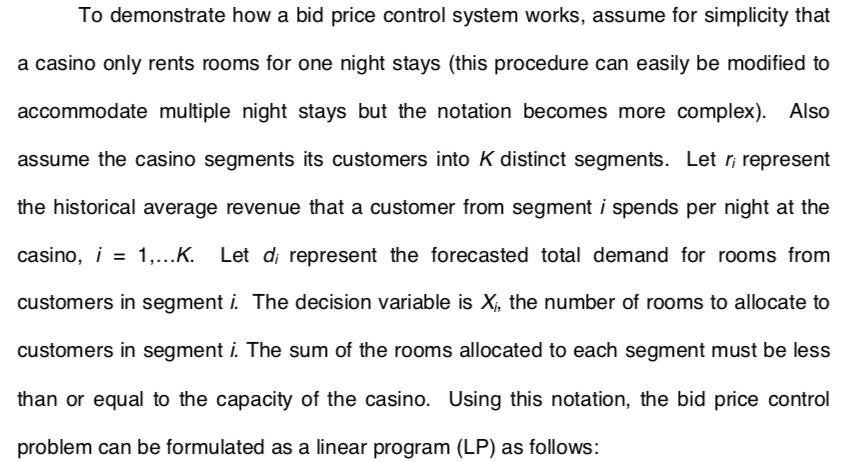 To demonstrate how a bid price control system works, assume for simplicity that
a casino only rents rooms for one night stays (this procedure can easily be modified to
accommodate multiple night stays but the notation becomes more complex). Also
assume the casino segments its customers into K distinct segments. Let rᵢ represent
the historical average revenue that a customer from segment i spends per night at the
casino, i = 1,...K. Let dᵢ represent the forecasted total demand for rooms from
customers in segment i. The decision variable is Xᵢ, the number of rooms to allocate to
customers in segment i. The sum of the rooms allocated to each segment must be less
than or equal to the capacity of the casino. Using this notation, the bid price control
problem can be formulated as a linear program (LP) as follows: